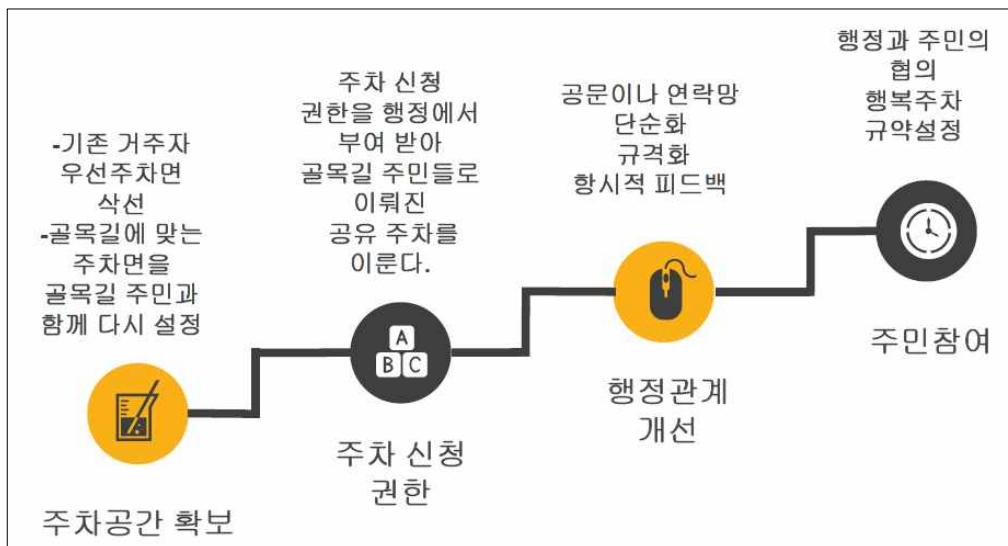 -기존 거주자
우선주차면
삭선
-골목길에 맞는
주차면을
골목길 주민과
함께 다시 설정
주차공간 확보
주차 신청
권한을 행정에서
부여 받아
골목길 주민들로
이뤄진
공유 주차를
이룬다.
A
B C
주차 신청
권한
공문이나 연락망
단순화
규격화
항시적 피드백
행정관계
개선
행정과 주민의
협의
행복주차
규약설정
주민참여